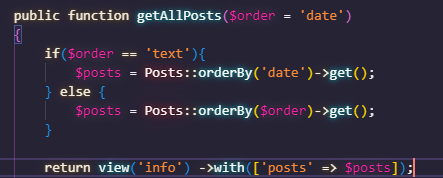 public function getAllPosts($order = 'date')
{
    if($order == 'text'){
        $posts = Posts::orderBy('date')->get();
    } else {
        $posts = Posts::orderBy($order)->get();
    }

    return view('info') ->with(['posts' => $posts]);